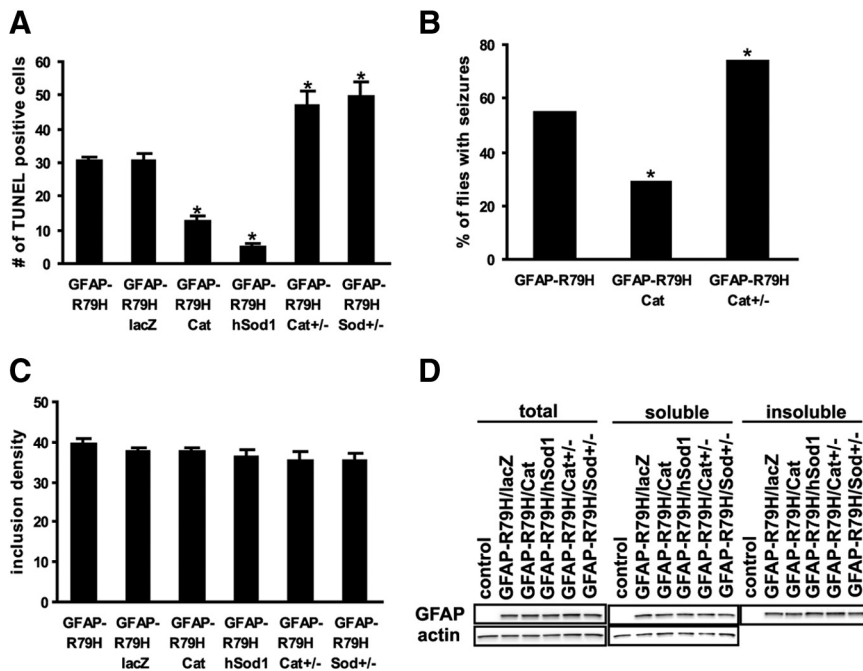 A
# of TUNEL positive cells
60
50
40
30
20
10
0
* * * *
GFAP- GFAP- GFAP- GFAP- GFAP- GFAP-
R79H R79H R79H R79H R79H R79H
lacZ Cat hSod1 Cat+/- Sod+/-
B
% of flies with seizures
80
60
40
20
0
* *
GFAP-R79H GFAP-R79H GFAP-R79H
Cat Cat+/-
C
inclusion density
50
40
30
20
10
0
GFAP- GFAP- GFAP- GFAP- GFAP- GFAP-
R79H R79H R79H R79H R79H R79H
lacZ Cat hSod1 Cat+/- Sod+/-
D
total soluble insoluble
control
GFAP-R79H/lacZ
GFAP-R79H/Cat
GFAP-R79H/hSod1
GFAP-R79H/Cat+/-
GFAP-R79H/Sod+/-
control
GFAP-R79H/lacZ
GFAP-R79H/Cat
GFAP-R79H/hSod1
GFAP-R79H/Cat+/-
GFAP-R79H/Sod+/-
control
GFAP-R79H/lacZ
GFAP-R79H/Cat
GFAP-R79H/hSod1
GFAP-R79H/Cat+/-
GFAP-R79H/Sod+/-
GFAP
actin